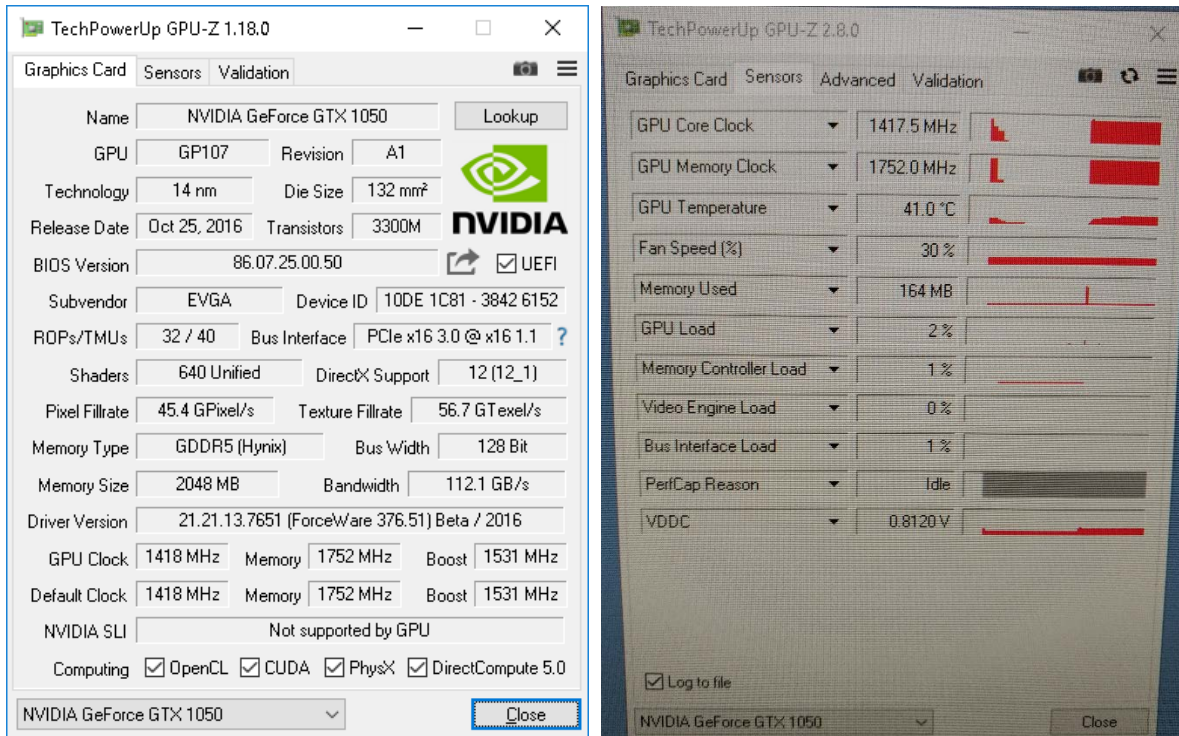 TechPowerUp GPU-Z 1.18.0
Graphics Card Sensors Validation
Name NVIDIA GeForce GTX 1050 Lookup
GPU GP107 Revision A1
Technology 14 nm Die Size 132 mm²
Release Date Oct 25, 2016 Transistors 3300M
NVIDIA
BIOS Version 86.07.25.00.50 UEFI
Subvendor EVGA Device ID 10DE 1C81 - 3842 6152
ROPs/TMUs 32 / 40 Bus Interface PCIe x16 3.0 @ x16 1.1 ?
Shaders 640 Unified DirectX Support 12 (12_1)
Pixel Fillrate 45.4 GPixel/s Texture Fillrate 56.7 GTexel/s
Memory Type GDDR5 (Hynix) Bus Width 128 Bit
Memory Size 2048 MB Bandwidth 112.1 GB/s
Driver Version 21.21.13.7651 (ForceWare 376.51) Beta / 2016
GPU Clock 1418 MHz Memory 1752 MHz Boost 1531 MHz
Default Clock 1418 MHz Memory 1752 MHz Boost 1531 MHz
NVIDIA SLI Not supported by GPU
Computing OpenCL CUDA PhysX DirectCompute 5.0
NVIDIA GeForce GTX 1050 Close
TechPowerUp GPU-Z 2.8.0
Graphics Card Sensors Advanced Validation
GPU Core Clock 1417.5 MHz
GPU Memory Clock 1752.0 MHz
GPU Temperature 41.0 °C
Fan Speed (%) 30 %
Memory Used 164 MB
GPU Load 2 %
Memory Controller Load 1 %
Video Engine Load 0 %
Bus Interface Load 1 %
PerfCap Reason Idle
VDDC 0.8120 V
Log to file
NVIDIA GeForce GTX 1050 Close